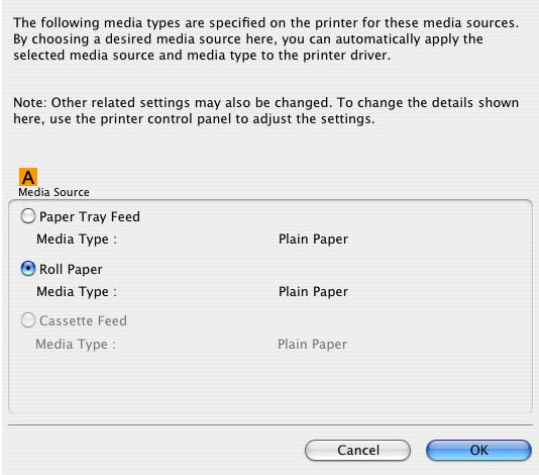 The following media types are specified on the printer for these media sources.
By choosing a desired media source here, you can automatically apply the
selected media source and media type to the printer driver.
Note: Other related settings may also be changed. To change the details shown
here, use the printer control panel to adjust the settings.
A
Media Source
Paper Tray Feed
Media Type : Plain Paper
Roll Paper
Media Type : Plain Paper
Cassette Feed
Media Type : Plain Paper
Cancel OK